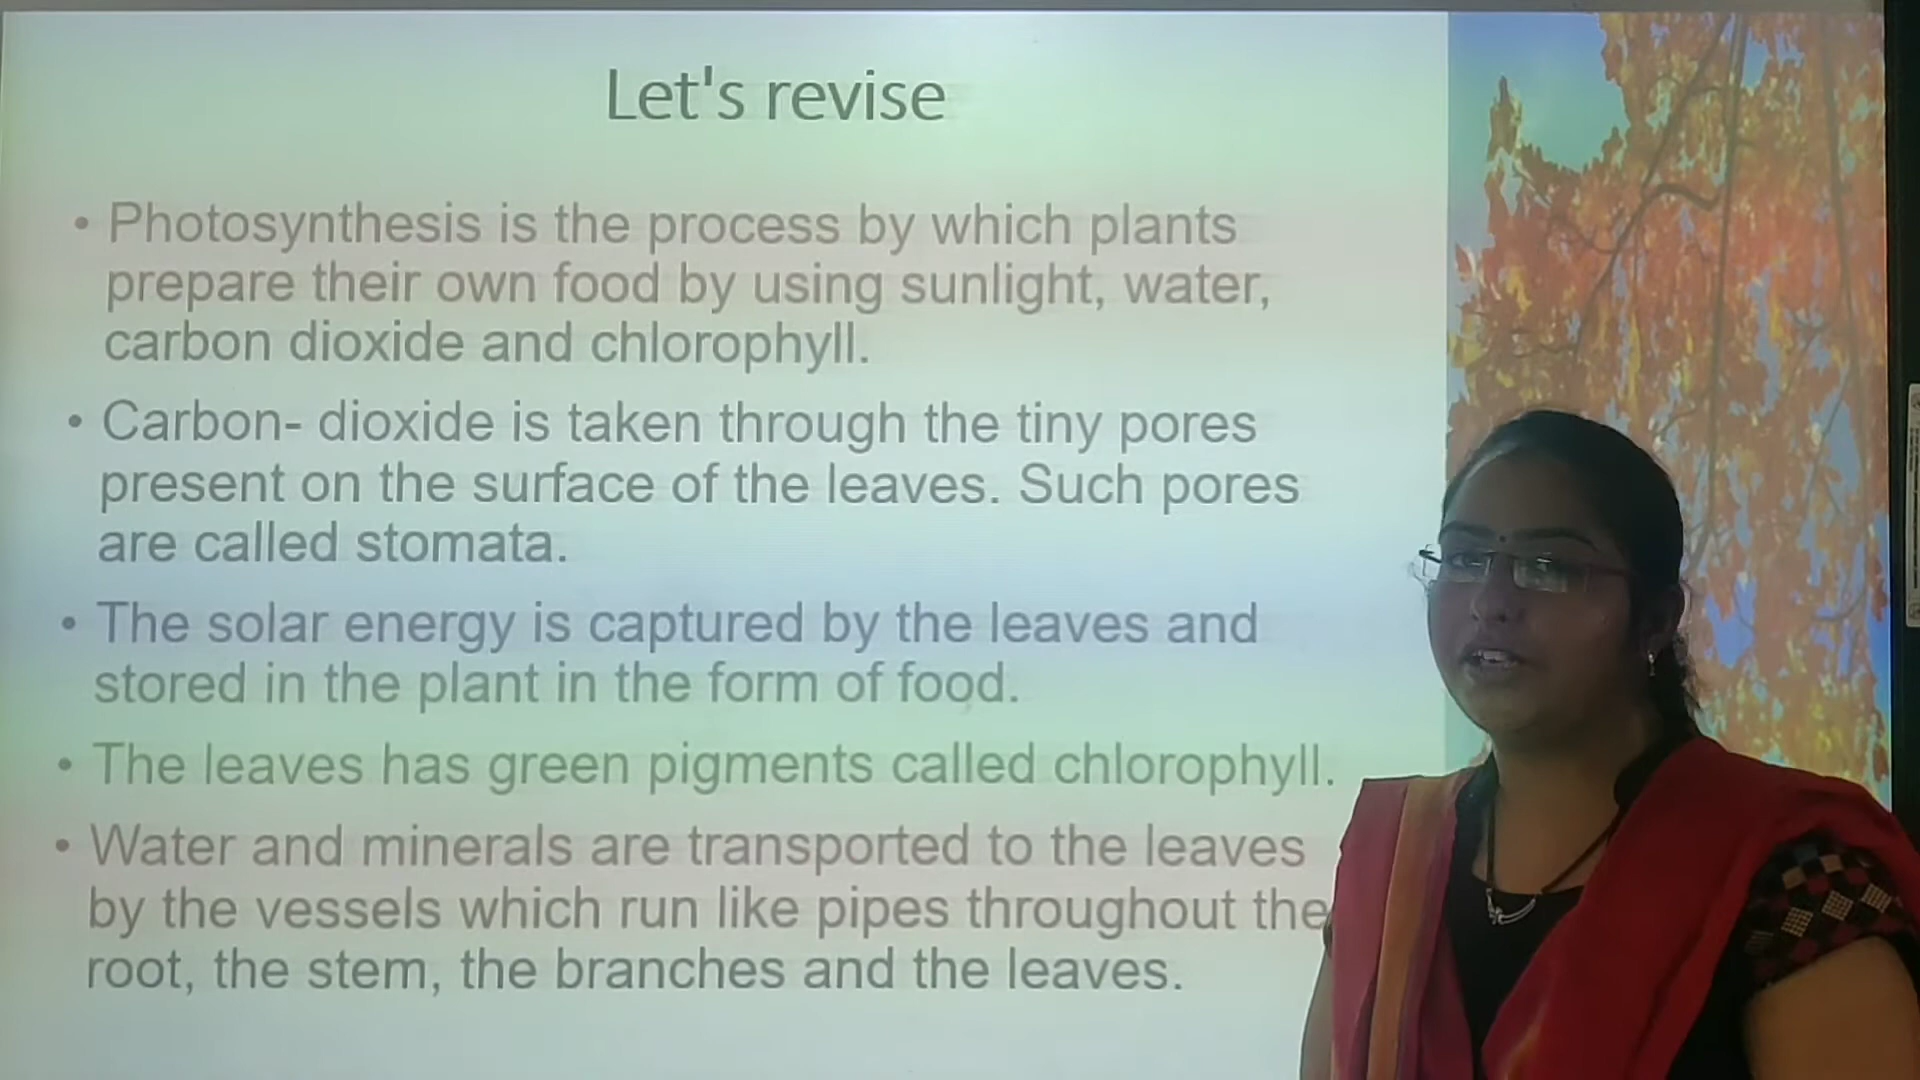 Let's revise
• Photosynthesis is the process by which plants
prepare their own food by using sunlight, water,
carbon dioxide and chlorophyll.
• Carbon- dioxide is taken through the tiny pores
present on the surface of the leaves. Such pores
are called stomata.
• The solar energy is captured by the leaves and
stored in the plant in the form of food.
• The leaves has green pigments called chlorophyll.
• Water and minerals are transported to the leaves
by the vessels which run like pipes throughout the
root, the stem, the branches and the leaves.